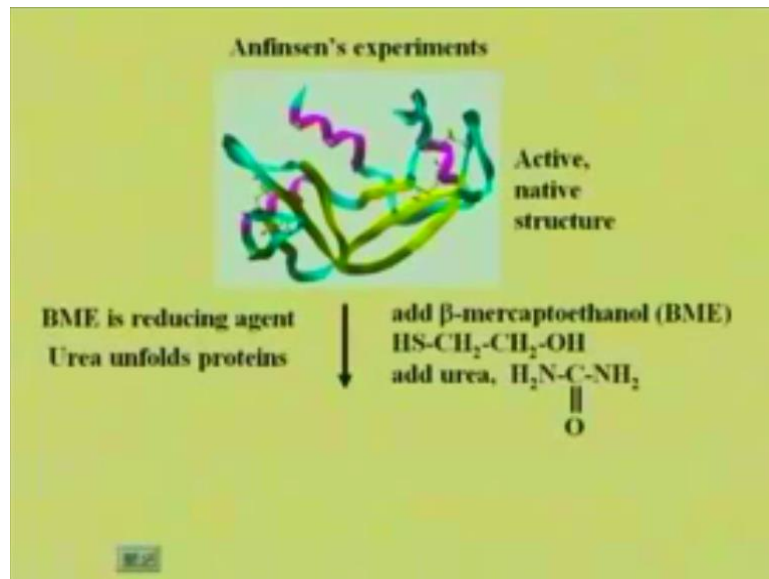 Anfinsen's experiments
Active,
native
structure
BME is reducing agent
Urea unfolds proteins
add β-mercaptoethanol (BME)
HS-CH₂-CH₂-OH
add urea, H₂N-C-NH₂
O